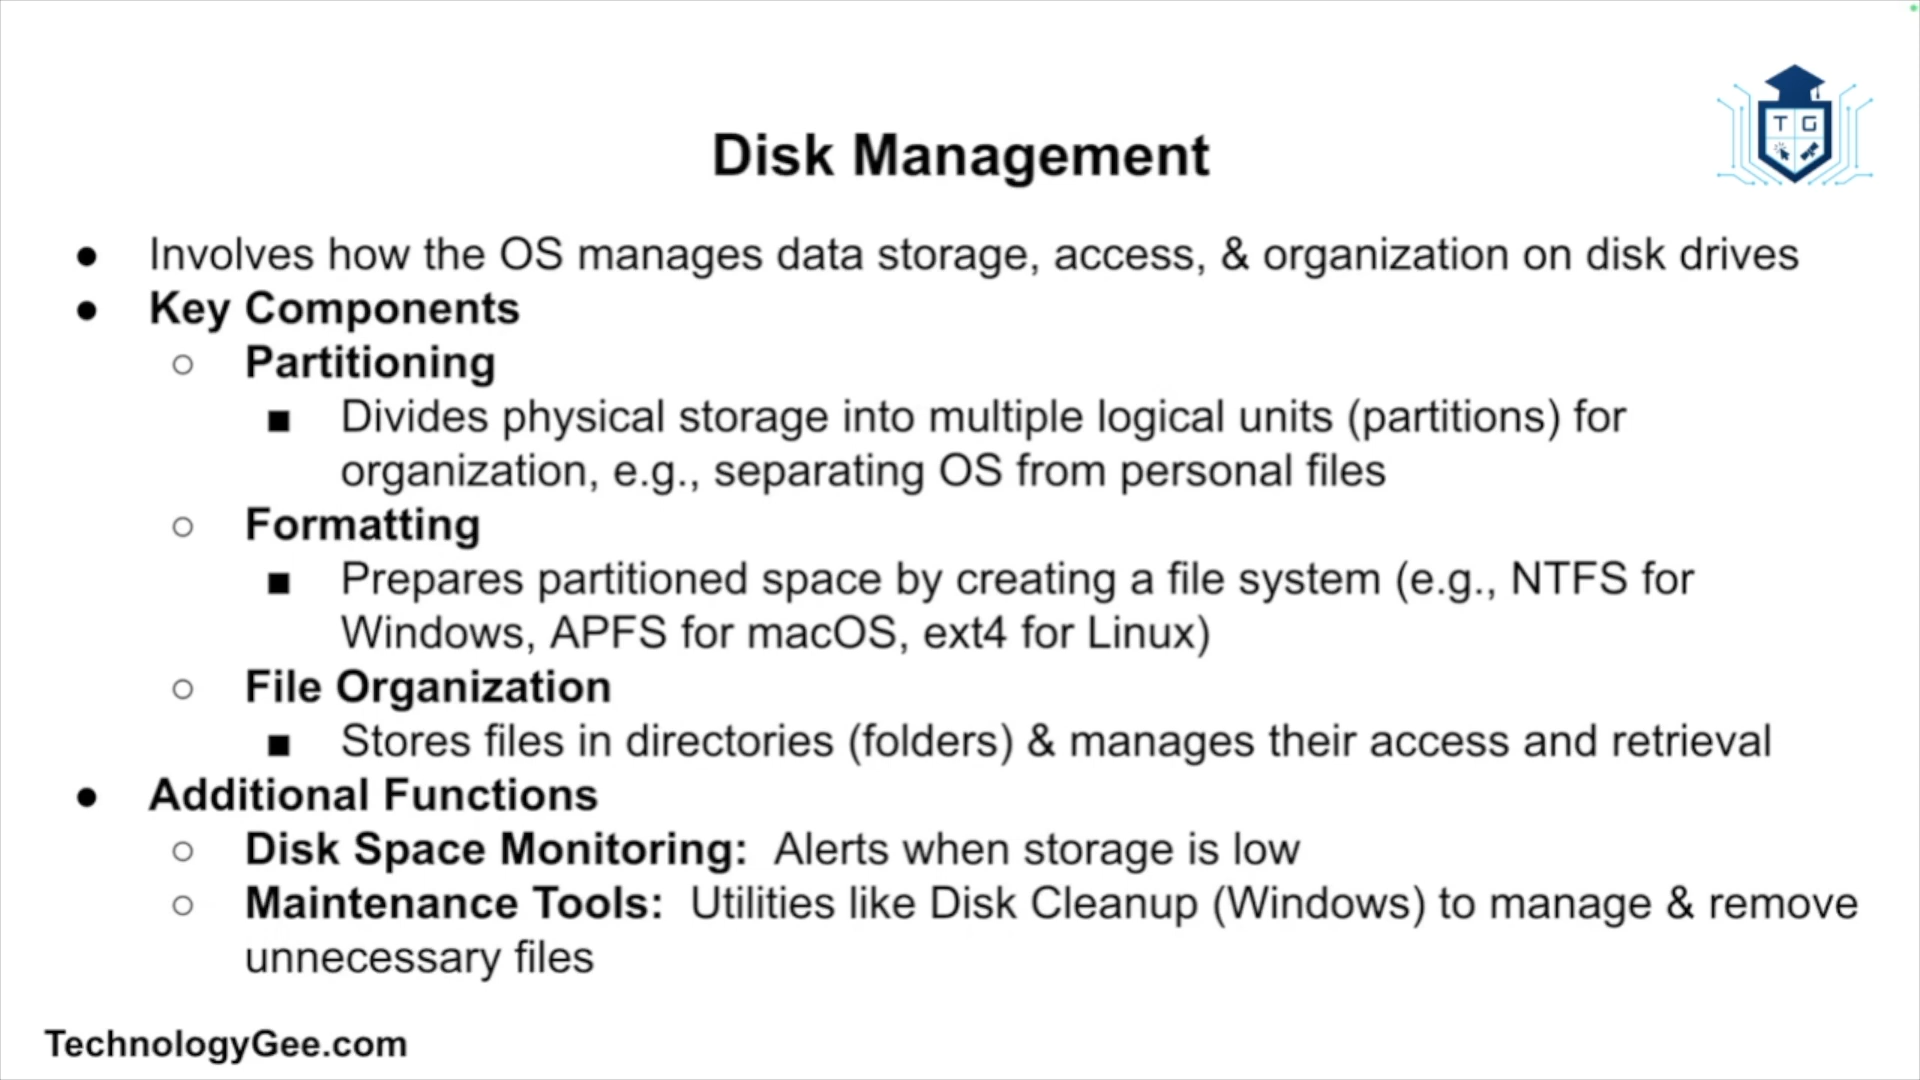 T G
Disk Management
● Involves how the OS manages data storage, access, & organization on disk drives
● Key Components
○ Partitioning
■ Divides physical storage into multiple logical units (partitions) for
organization, e.g., separating OS from personal files
○ Formatting
■ Prepares partitioned space by creating a file system (e.g., NTFS for
Windows, APFS for macOS, ext4 for Linux)
○ File Organization
■ Stores files in directories (folders) & manages their access and retrieval
● Additional Functions
○ Disk Space Monitoring: Alerts when storage is low
○ Maintenance Tools: Utilities like Disk Cleanup (Windows) to manage & remove
unnecessary files
TechnologyGee.com